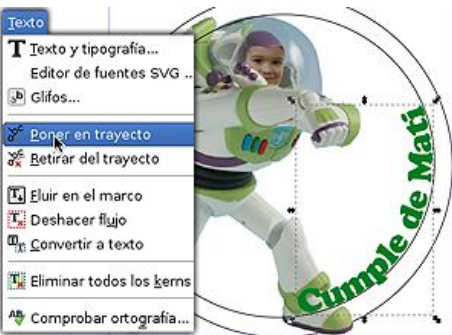 Texto
Texto y tipografía...
Editor de fuentes SVG ..
Glifos...
Poner en trayecto
Retirar del trayecto
Fluir en el marco
Deshacer flujo
Convertir a texto
Eliminar todos los kerns
Comprobar ortografía...
Cumple de Mati